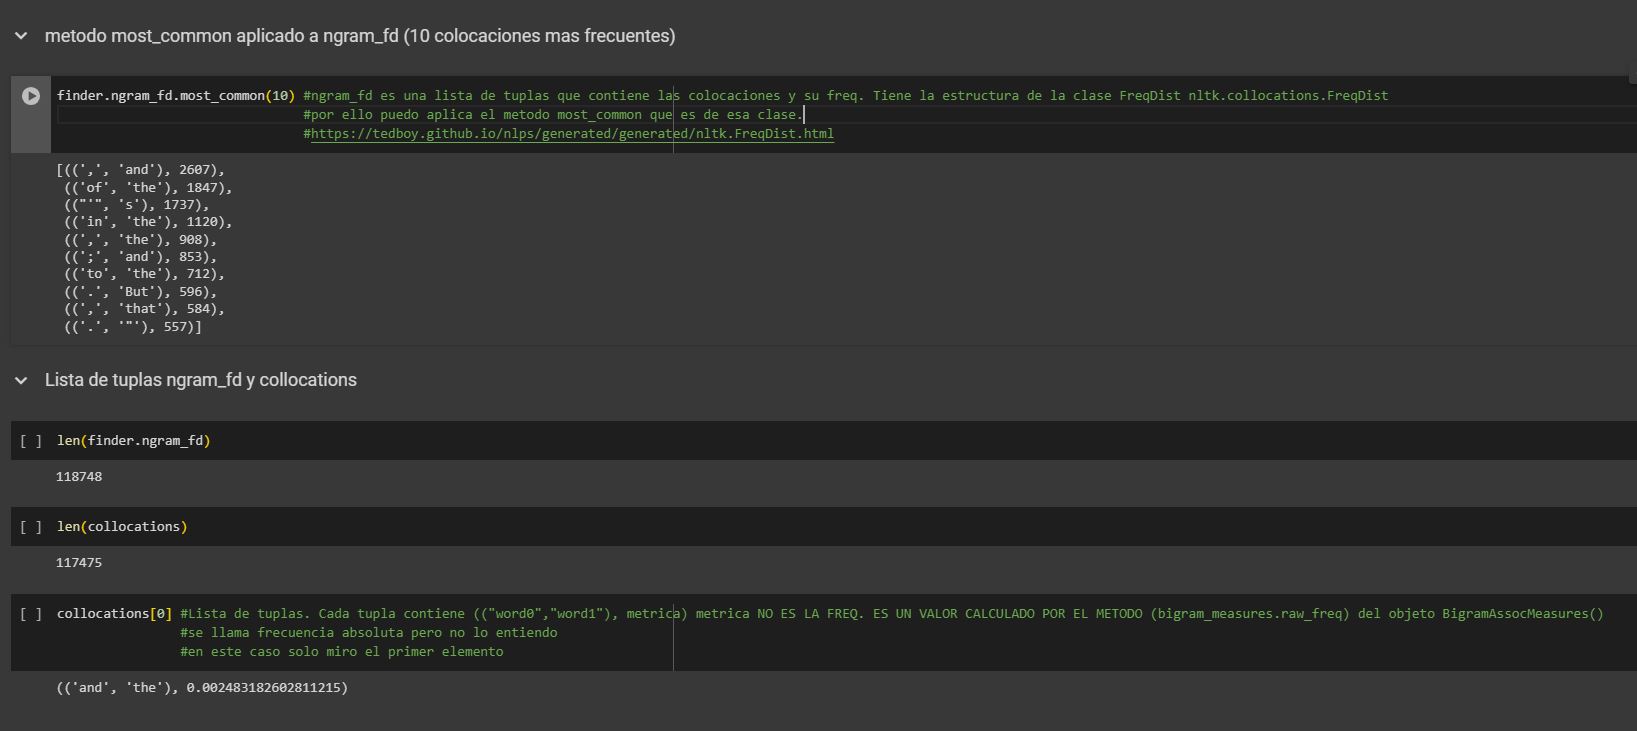 metodo most_common aplicado a ngram_fd (10 colocaciones mas frecuentes)
finder.ngram_fd.most_common(10) #ngram_fd es una lista de tuplas que contiene las colocaciones y su freq. Tiene la estructura de la clase FreqDist nltk.collocations.FreqDist
#por ello puedo aplica el metodo most_common que es de esa clase.
#https://tedboy.github.io/nlps/generated/generated/nltk.FreqDist.html
[((',', 'and'), 2607),
(('of', 'the'), 1847),
(("'", 's'), 1737),
(('in', 'the'), 1120),
((',', 'the'), 908),
((';', 'and'), 853),
(('to', 'the'), 712),
(('.', 'But'), 596),
((',', 'that'), 584),
(('.', '"'), 557)]
Lista de tuplas ngram_fd y collocations
[ ] len(finder.ngram_fd)
118748
[ ] len(collocations)
117475
[ ] collocations[0] #Lista de tuplas. Cada tupla contiene (("word0","word1"), metrica) metrica NO ES LA FREQ. ES UN VALOR CALCULADO POR EL METODO (bigram_measures.raw_freq) del objeto BigramAssocMeasures()
#se llama frecuencia absoluta pero no lo entiendo
#en este caso solo miro el primer elemento
(('and', 'the'), 0.002483182602811215)